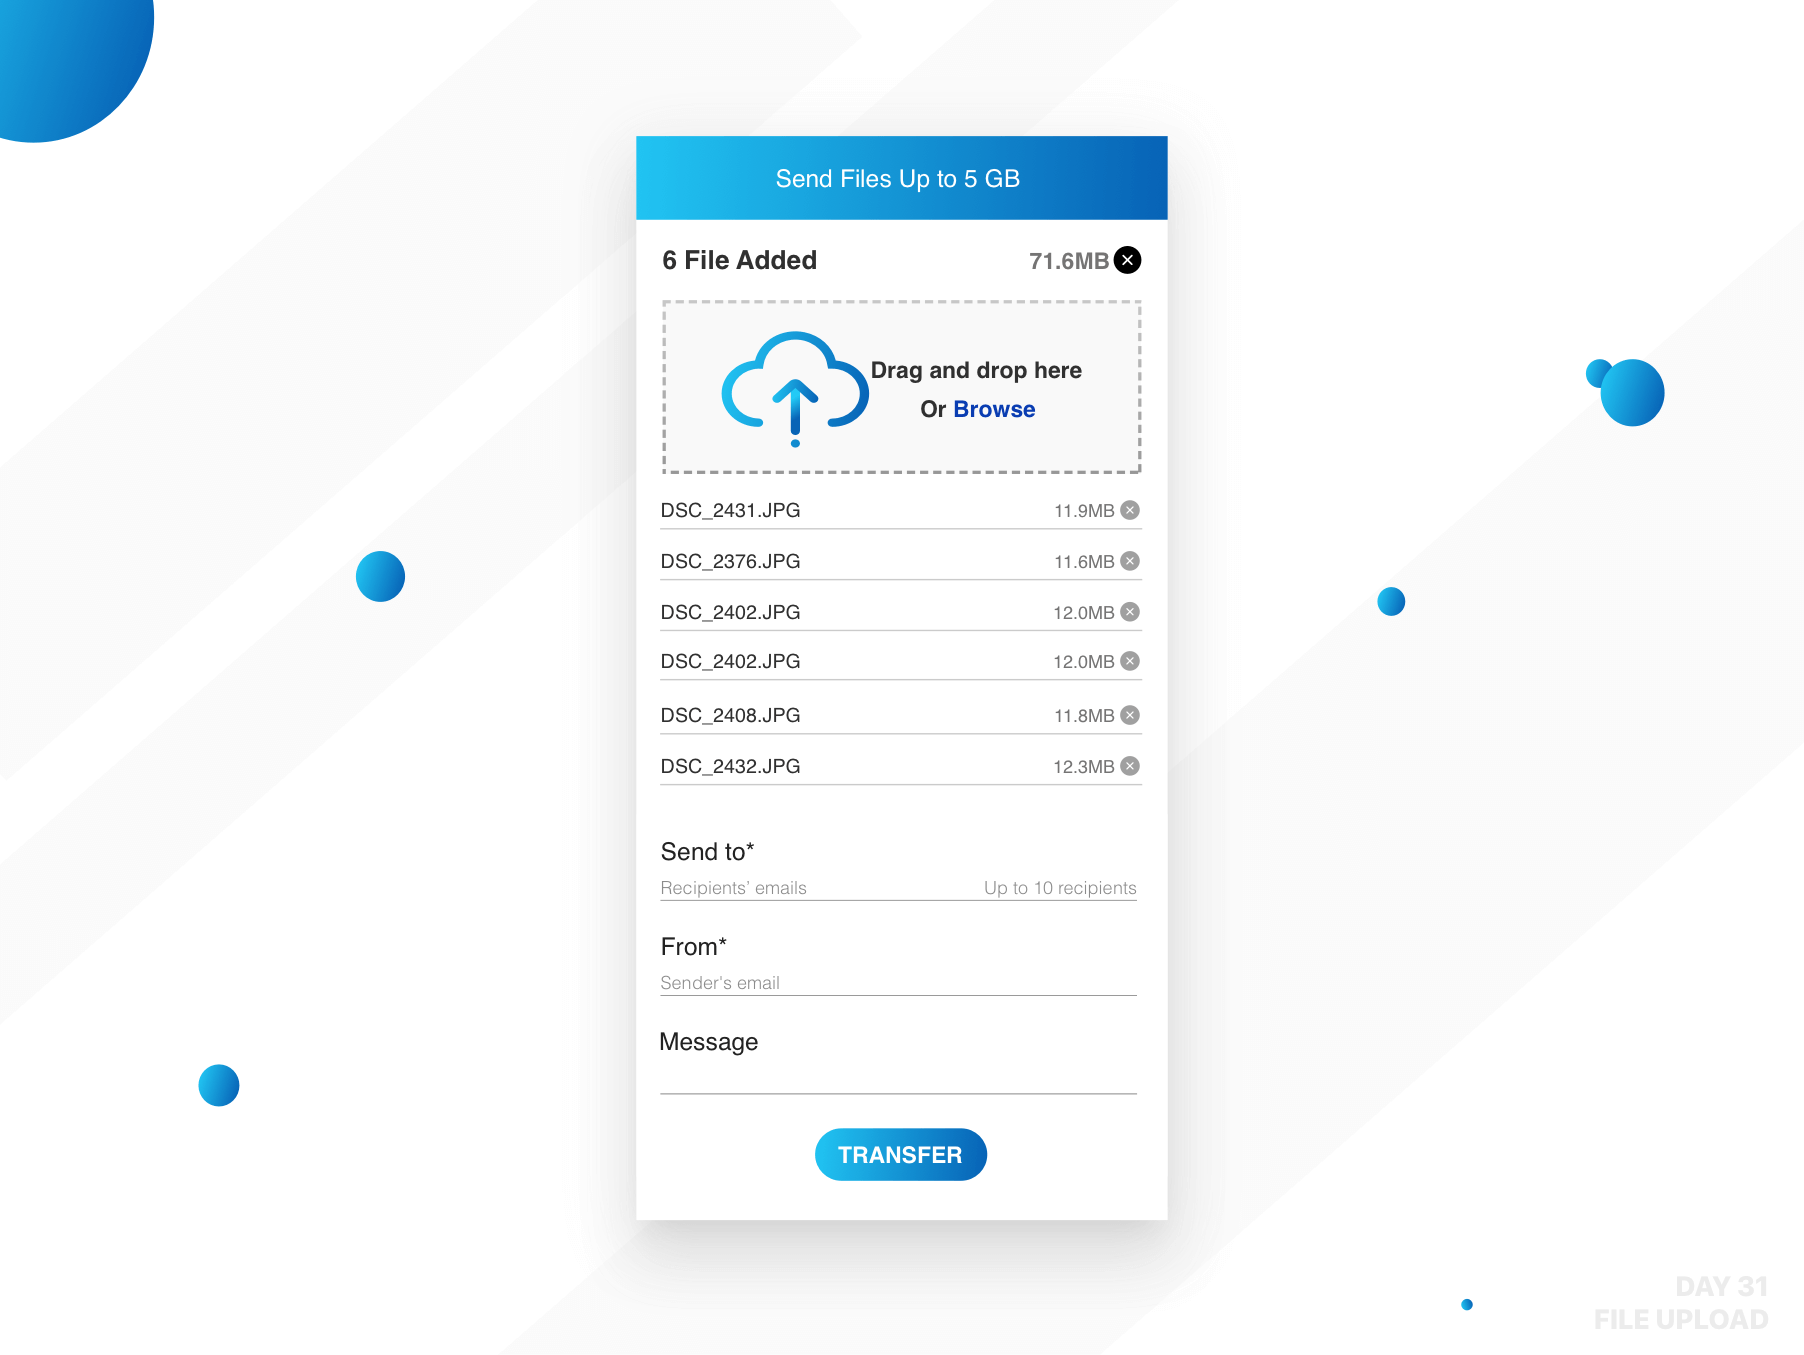 Send Files Up to 5 GB
6 File Added 71.6MB
Drag and drop here
Or Browse
DSC_2431.JPG 11.9MB
DSC_2376.JPG 11.6MB
DSC_2402.JPG 12.0MB
DSC_2402.JPG 12.0MB
DSC_2408.JPG 11.8MB
DSC_2432.JPG 12.3MB
Send to*
Recipients’ emails Up to 10 recipients
From*
Sender's email
Message
TRANSFER
DAY 31
FILE UPLOAD